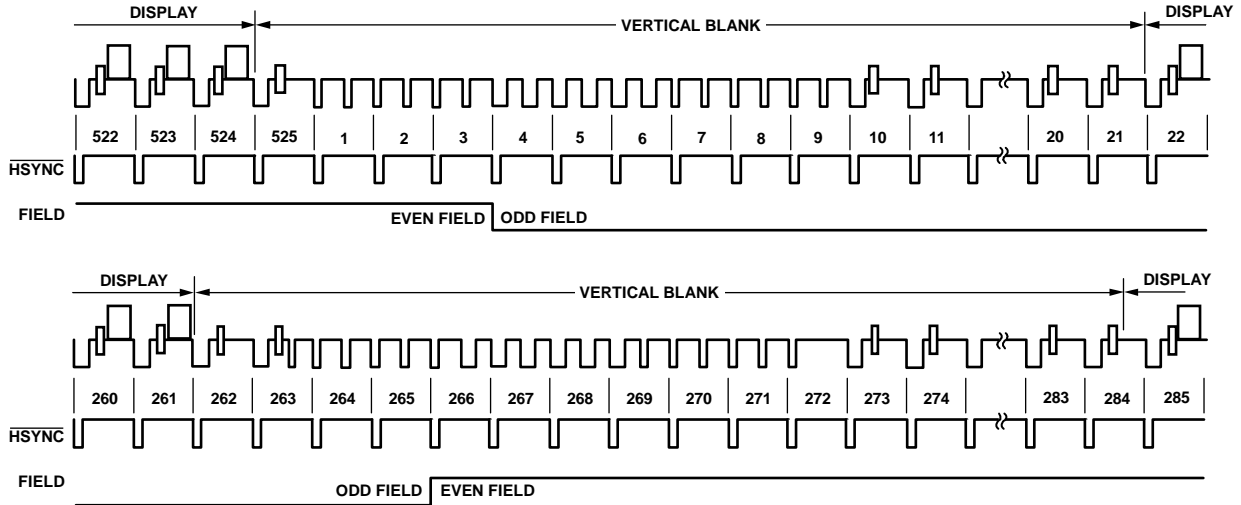 DISPLAY VERTICAL BLANK DISPLAY
522 523 524 525 1 2 3 4 5 6 7 8 9 10 11 20 21 22
HSYNC
FIELD EVEN FIELD ODD FIELD
DISPLAY VERTICAL BLANK DISPLAY
260 261 262 263 264 265 266 267 268 269 270 271 272 273 274 283 284 285
HSYNC
FIELD ODD FIELD EVEN FIELD